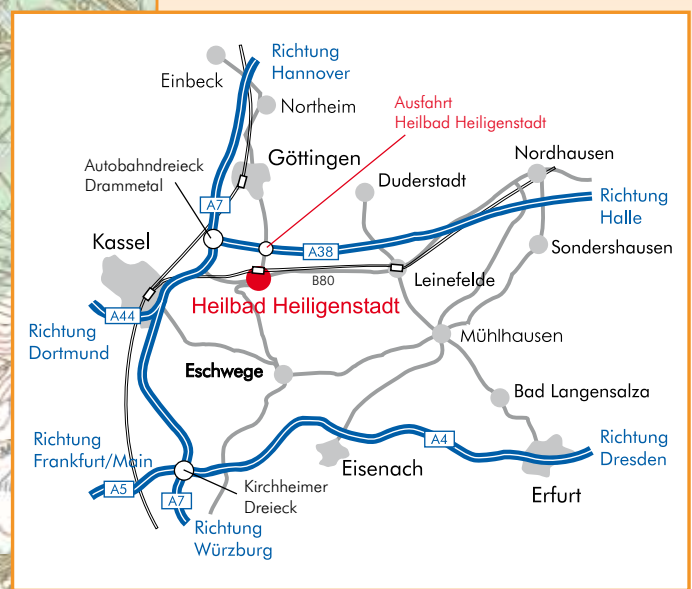 Richtung
Hannover
Einbeck
Northeim
Ausfahrt
Heilbad Heiligenstadt
Göttingen
Nordhausen
Autobahndreieck
Drammetal
Duderstadt
A7
Richtung
Halle
Kassel
A38
Sondershausen
B80
Leinefelde
Heilbad Heiligenstadt
A44
Richtung
Dortmund
Mühlhausen
Eschwege
Bad Langensalza
Richtung
Frankfurt/Main
A4
Richtung
Dresden
Eisenach
A5
A7
Kirchheimer
Dreieck
Erfurt
Richtung
Würzburg